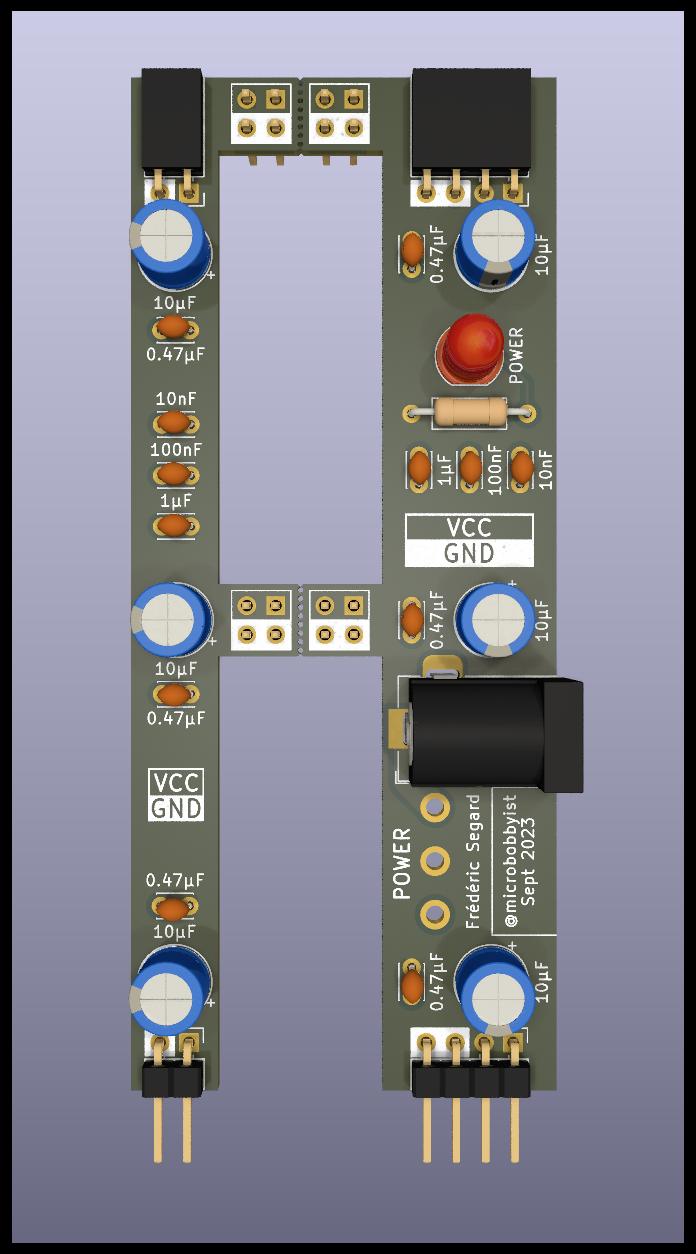 +
10µF
0.47µF
10nF
100nF
1µF
+
10µF
0.47µF
VCC
GND
0.47µF
10µF
+
0.47µF
10µF
POWER
1µF
100nF
10nF
VCC
GND
0.47µF
+
10µF
POWER
Frédéric Segard
@microbobbyist
Sept 2023
0.47µF
+
10µF